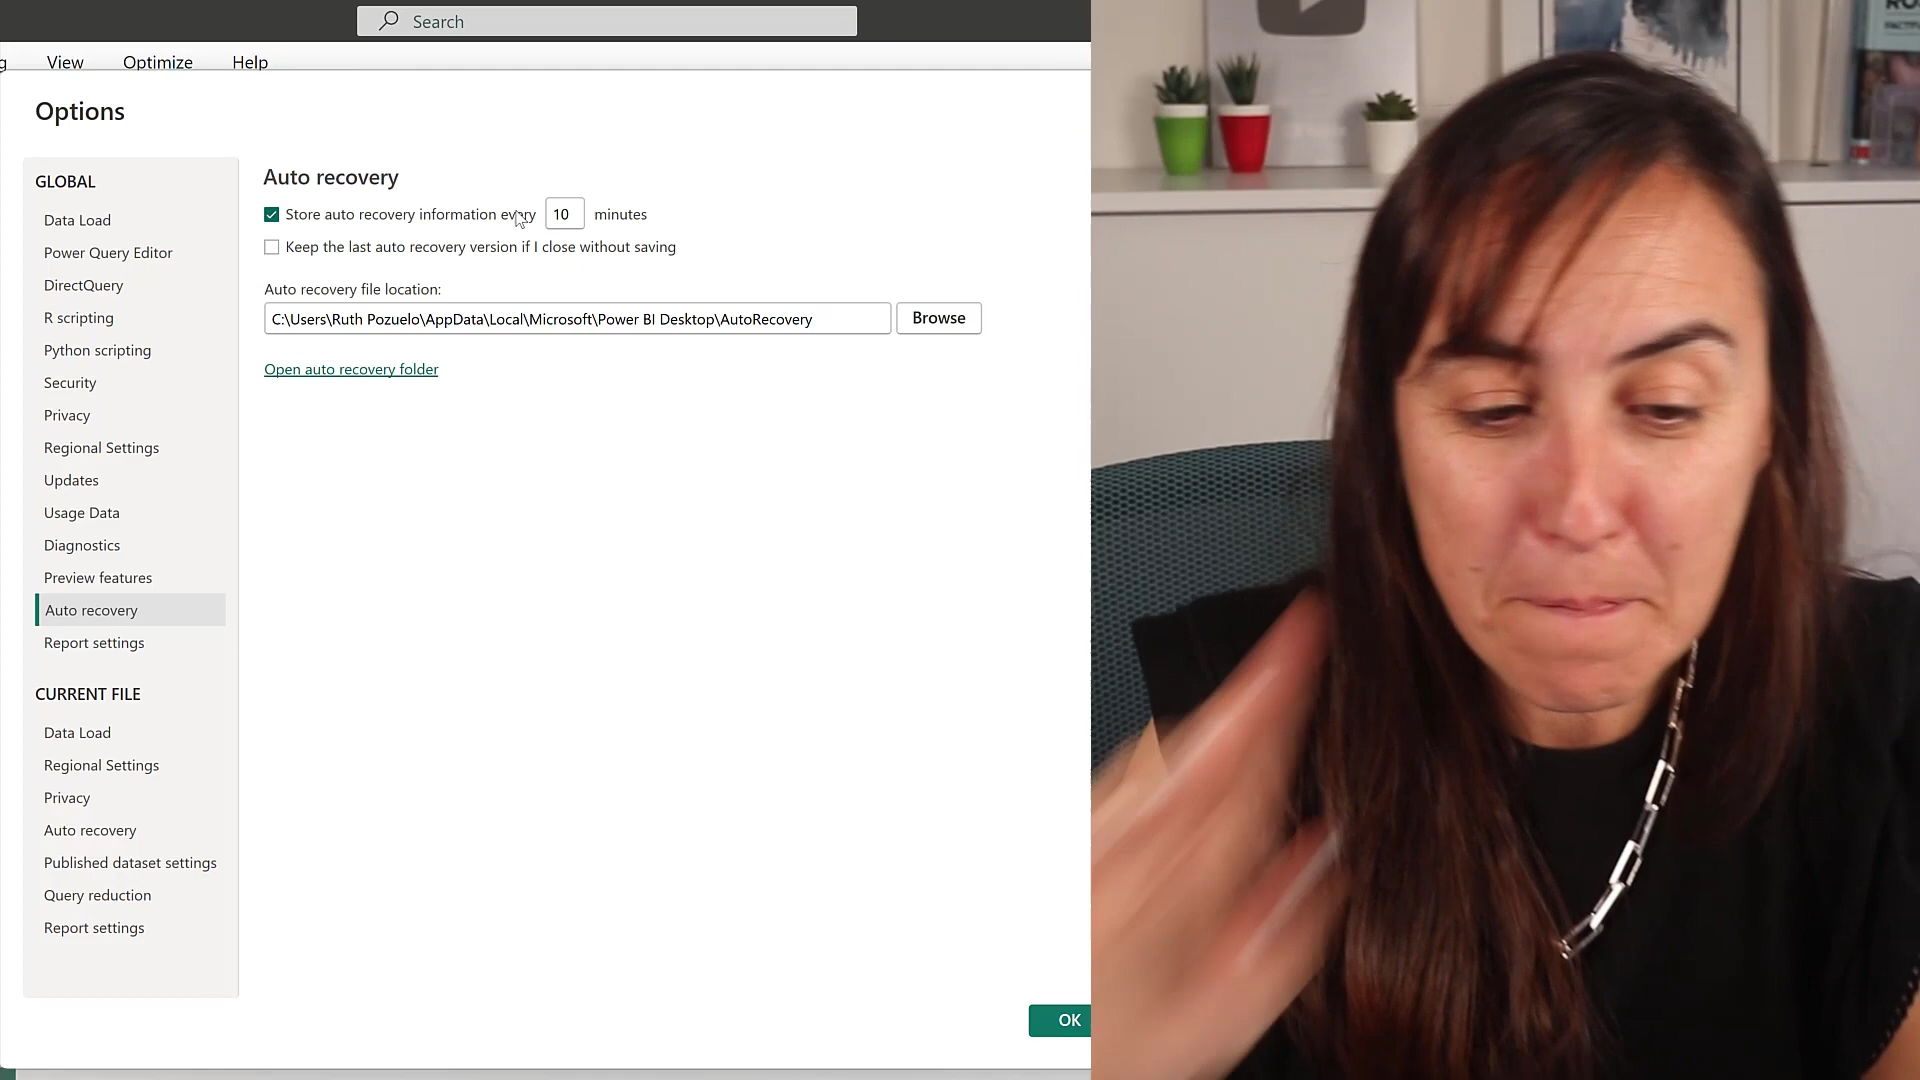 Search
View Optimize Help
Options
GLOBAL
Data Load
Power Query Editor
DirectQuery
R scripting
Python scripting
Security
Privacy
Regional Settings
Updates
Usage Data
Diagnostics
Preview features
Auto recovery
Report settings
CURRENT FILE
Data Load
Regional Settings
Privacy
Auto recovery
Published dataset settings
Query reduction
Report settings
Auto recovery
Store auto recovery information every 10 minutes
Keep the last auto recovery version if I close without saving
Auto recovery file location:
C:\Users\Ruth Pozuelo\AppData\Local\Microsoft\Power BI Desktop\AutoRecovery
Browse
Open auto recovery folder
OK